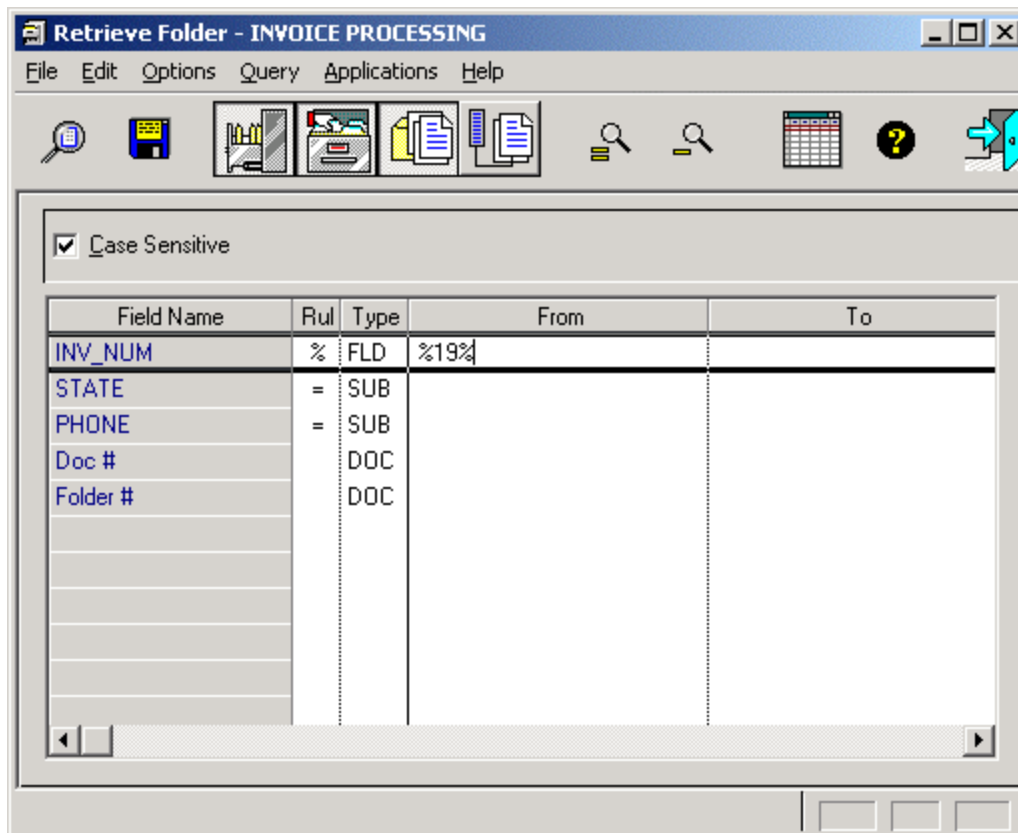 Retrieve Folder - INVOICE PROCESSING
File Edit Options Query Applications Help
Case Sensitive
Field Name Rul Type From To
INV_NUM % FLD %19%
STATE = SUB
PHONE = SUB
Doc # DOC
Folder # DOC